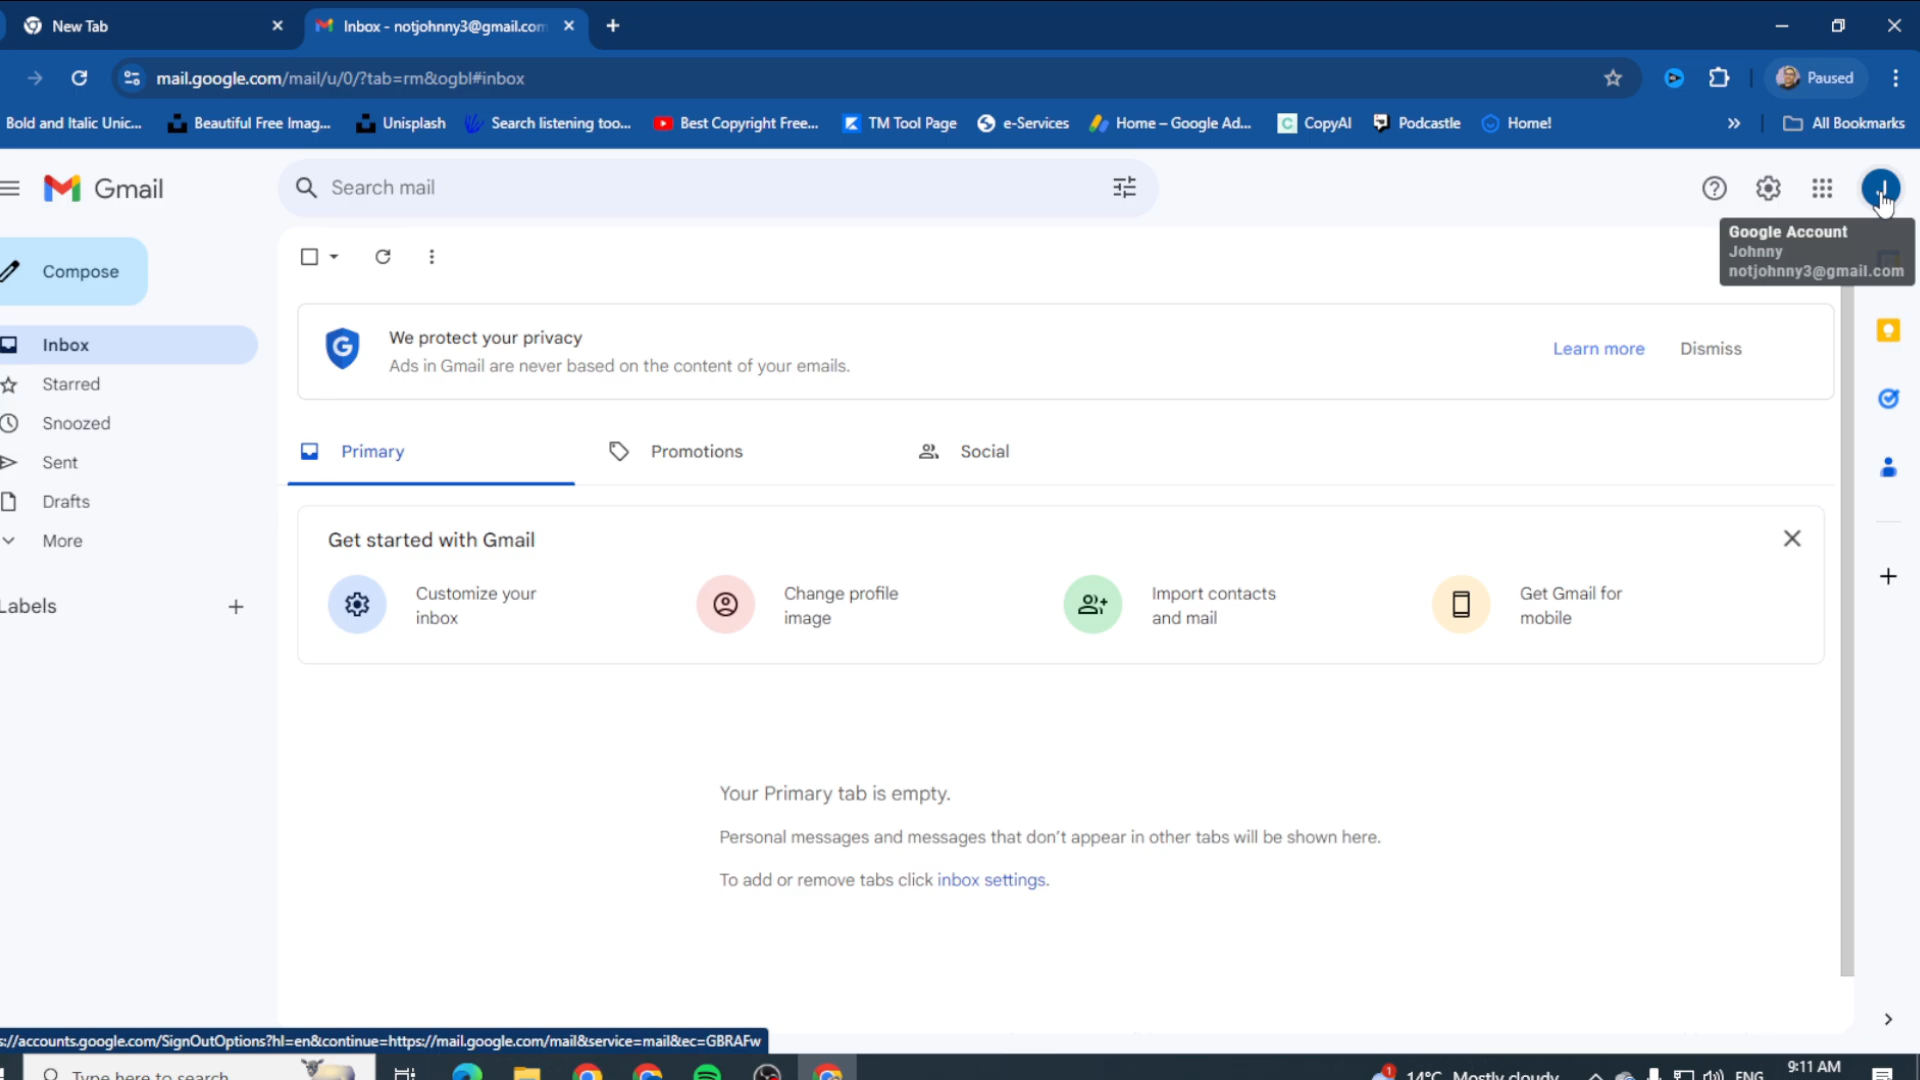 New Tab
Inbox - notjohnny3@gmail.com
mail.google.com/mail/u/0/?tab=rm&ogbl#inbox
Paused
Bold and Italic Unic...
Beautiful Free Imag...
Unisplash
Search listening too...
Best Copyright Free...
TM Tool Page
e-Services
Home – Google Ad...
CopyAI
Podcastle
Home!
»
All Bookmarks
Gmail
Search mail
Google Account
Johnny
notjohnny3@gmail.com
Compose
Inbox
Starred
Snoozed
Sent
Drafts
More
Labels
We protect your privacy
Ads in Gmail are never based on the content of your emails.
Learn more
Dismiss
Primary
Promotions
Social
Get started with Gmail
Customize your
inbox
Change profile
image
Import contacts
and mail
Get Gmail for
mobile
Your Primary tab is empty.
Personal messages and messages that don't appear in other tabs will be shown here.
To add or remove tabs click inbox settings.
s://accounts.google.com/SignOutOptions?hl=en&continue=https://mail.google.com/mail&service=mail&ec=GBRAFw
Type here to search
1
14°C Mostly cloudy
ENG
9:11 AM